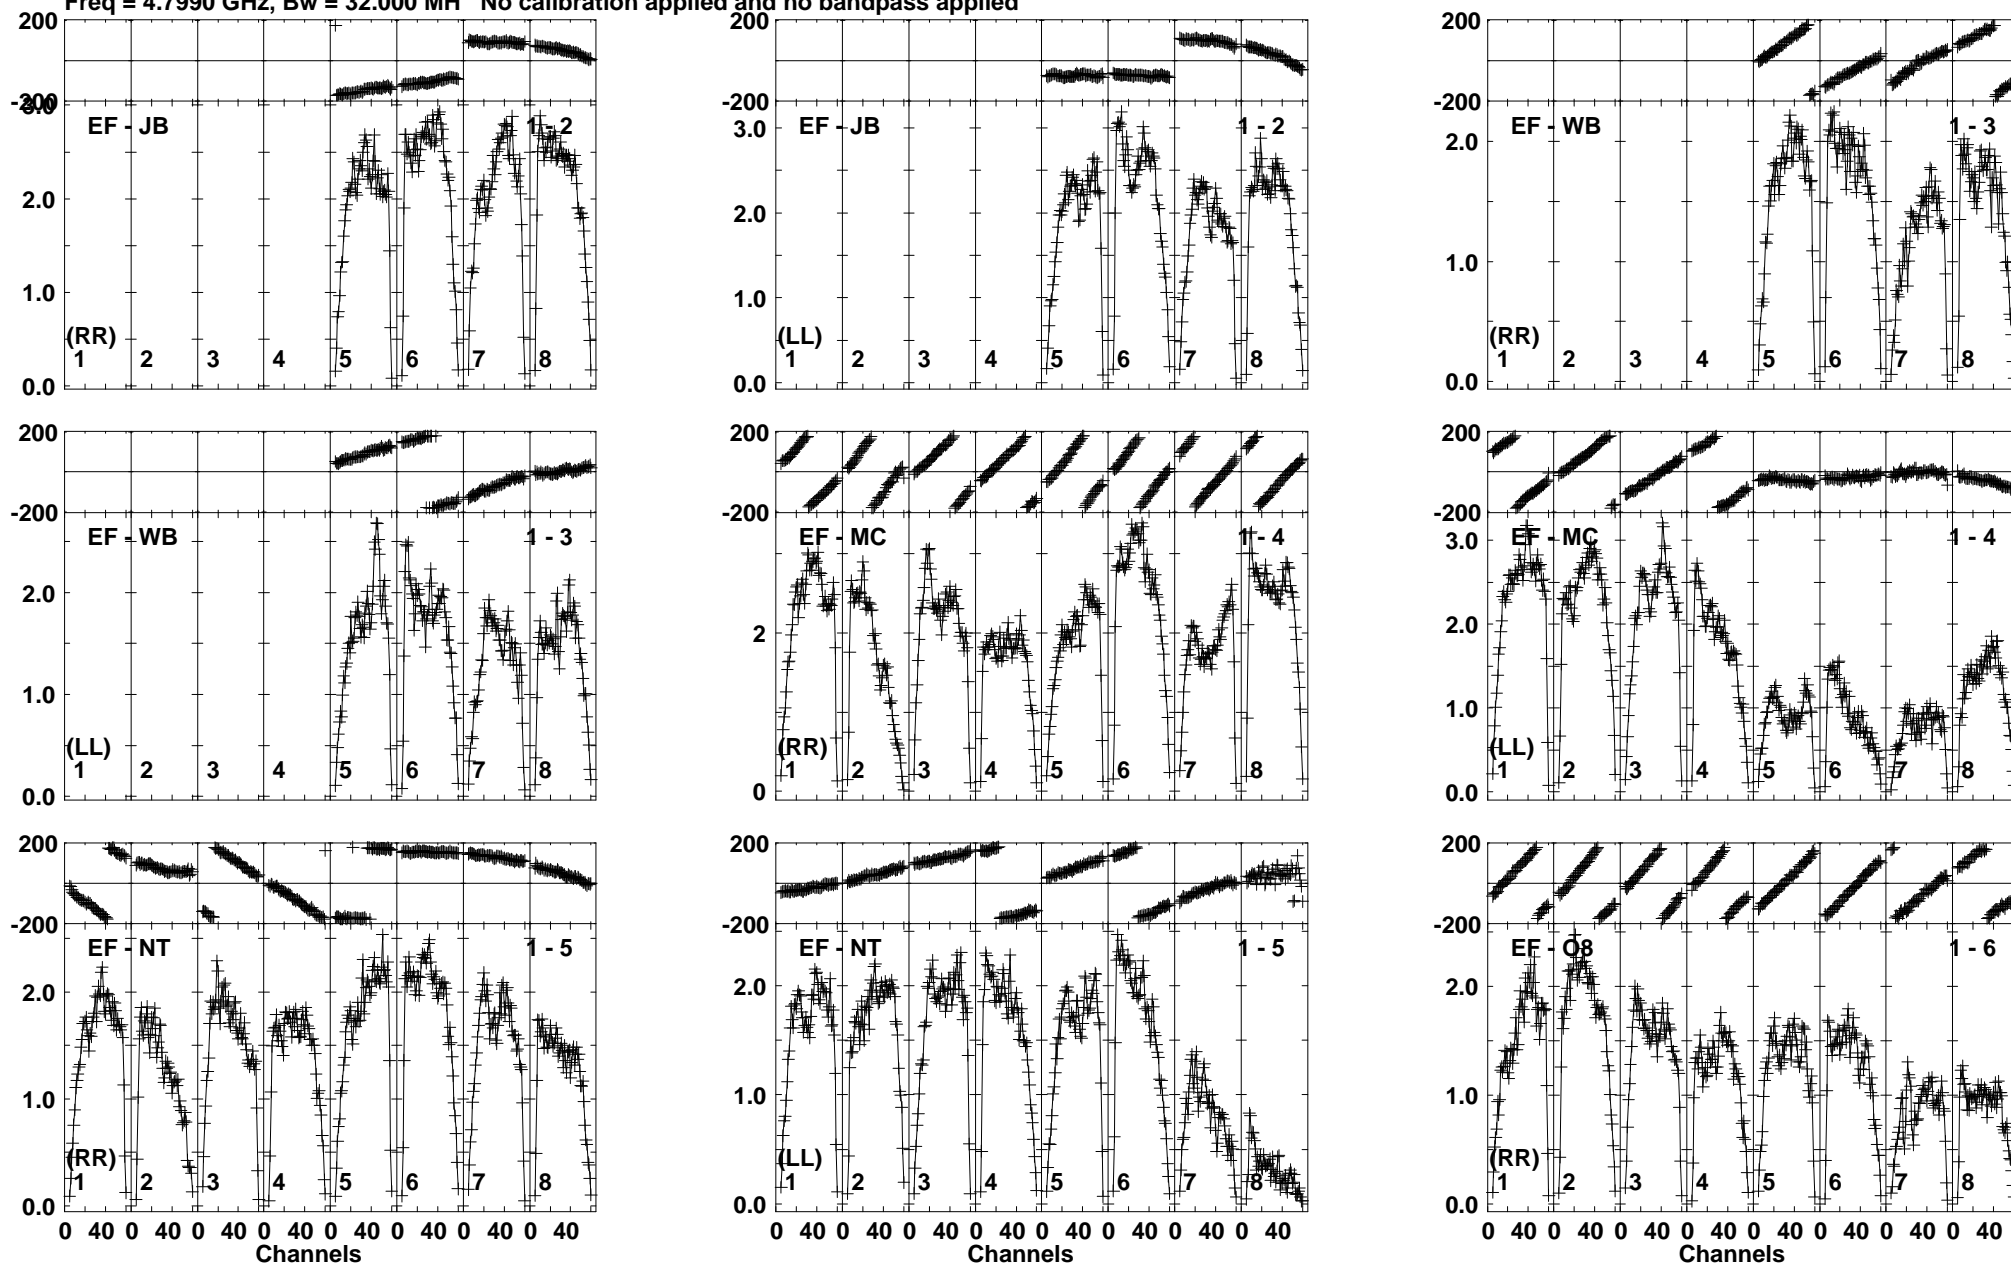 Freq = 4.7990 GHz, Bw = 32.000 MH No calibration applied and no bandpass applied
200 200 200
-200 -200 -200
3.0 EF - JB 1 - 2 3.0 EF - JB 1 - 2 EF - WB 1 - 3
2.0 2.0 2.0
1.0 1.0 1.0
(RR) (LL) (RR)
1 2 3 4 5 6 7 8 1 2 3 4 5 6 7 8 1 2 3 4 5 6 7 8
0.0 0.0 0.0
200 200 200
-200 -200 -200
EF - WB 1 - 3 EF - MC 1 - 4 3.0 EF - MC 1 - 4
2.0 2 2.0
1.0 1.0
(LL) (RR) (LL)
1 2 3 4 5 6 7 8 1 2 3 4 5 6 7 8 1 2 3 4 5 6 7 8
0.0 0 0.0
200 200 200
-200 -200 -200
EF - NT 1 - 5 EF - NT 1 - 5 EF - O8 1 - 6
2.0 2.0 2.0
1.0 1.0 1.0
(RR) (LL) (RR)
1 2 3 4 5 6 7 8 1 2 3 4 5 6 7 8 1 2 3 4 5 6 7 8
0.0 0.0 0.0
0 40 0 40 0 40 0 40 0 40 0 40 0 40 0 40 0 40 0 40 0 40 0 40 0 40 0 40 0 40 0 40 0 40 0 40 0 40 0 40 0 40 0 40 0 40 0 40
Channels Channels Channels